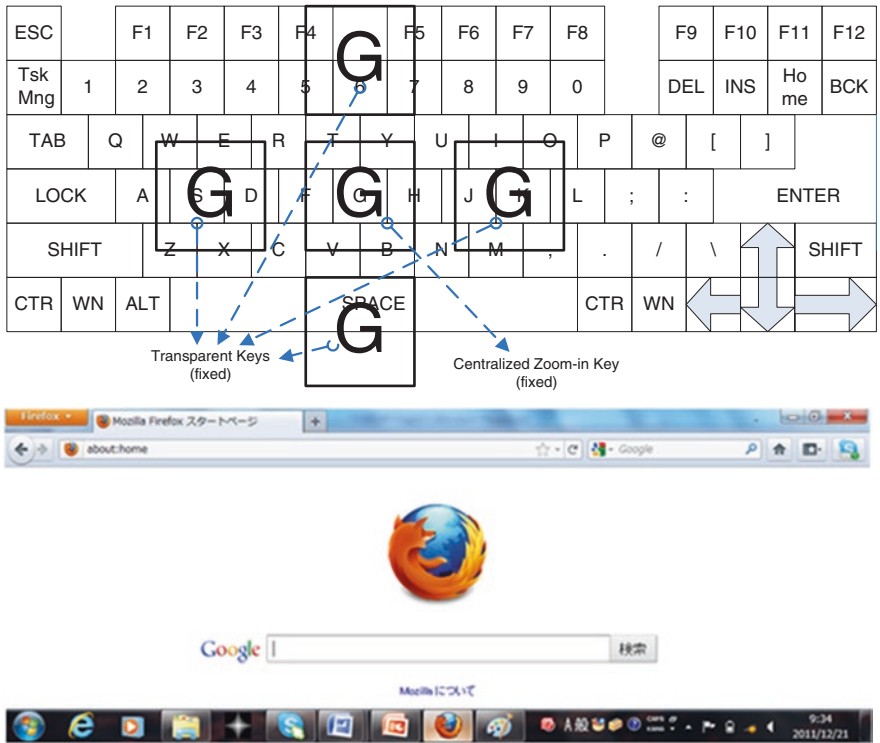 ESC F1 F2 F3 F4 G F5 F6 F7 F8 F9 F10 F11 F12
Tsk Mng 1 2 3 4 5 6 7 8 9 0 DEL INS Ho me BCK
TAB Q W E R T Y U I O P @ [ ]
LOCK A S G D F G G H J G K L ; : ENTER
SHIFT Z X C V B N M , . / \ SHIFT
CTR WN ALT SPACE G CTR WN
Transparent Keys
(fixed)
Centralized Zoom-in Key
(fixed)
Firefox
Mozilla Firefox スタートページ +
about:home Google
Google 検索
Mozilla について
A 般 CAPS
9:34
2011/12/21